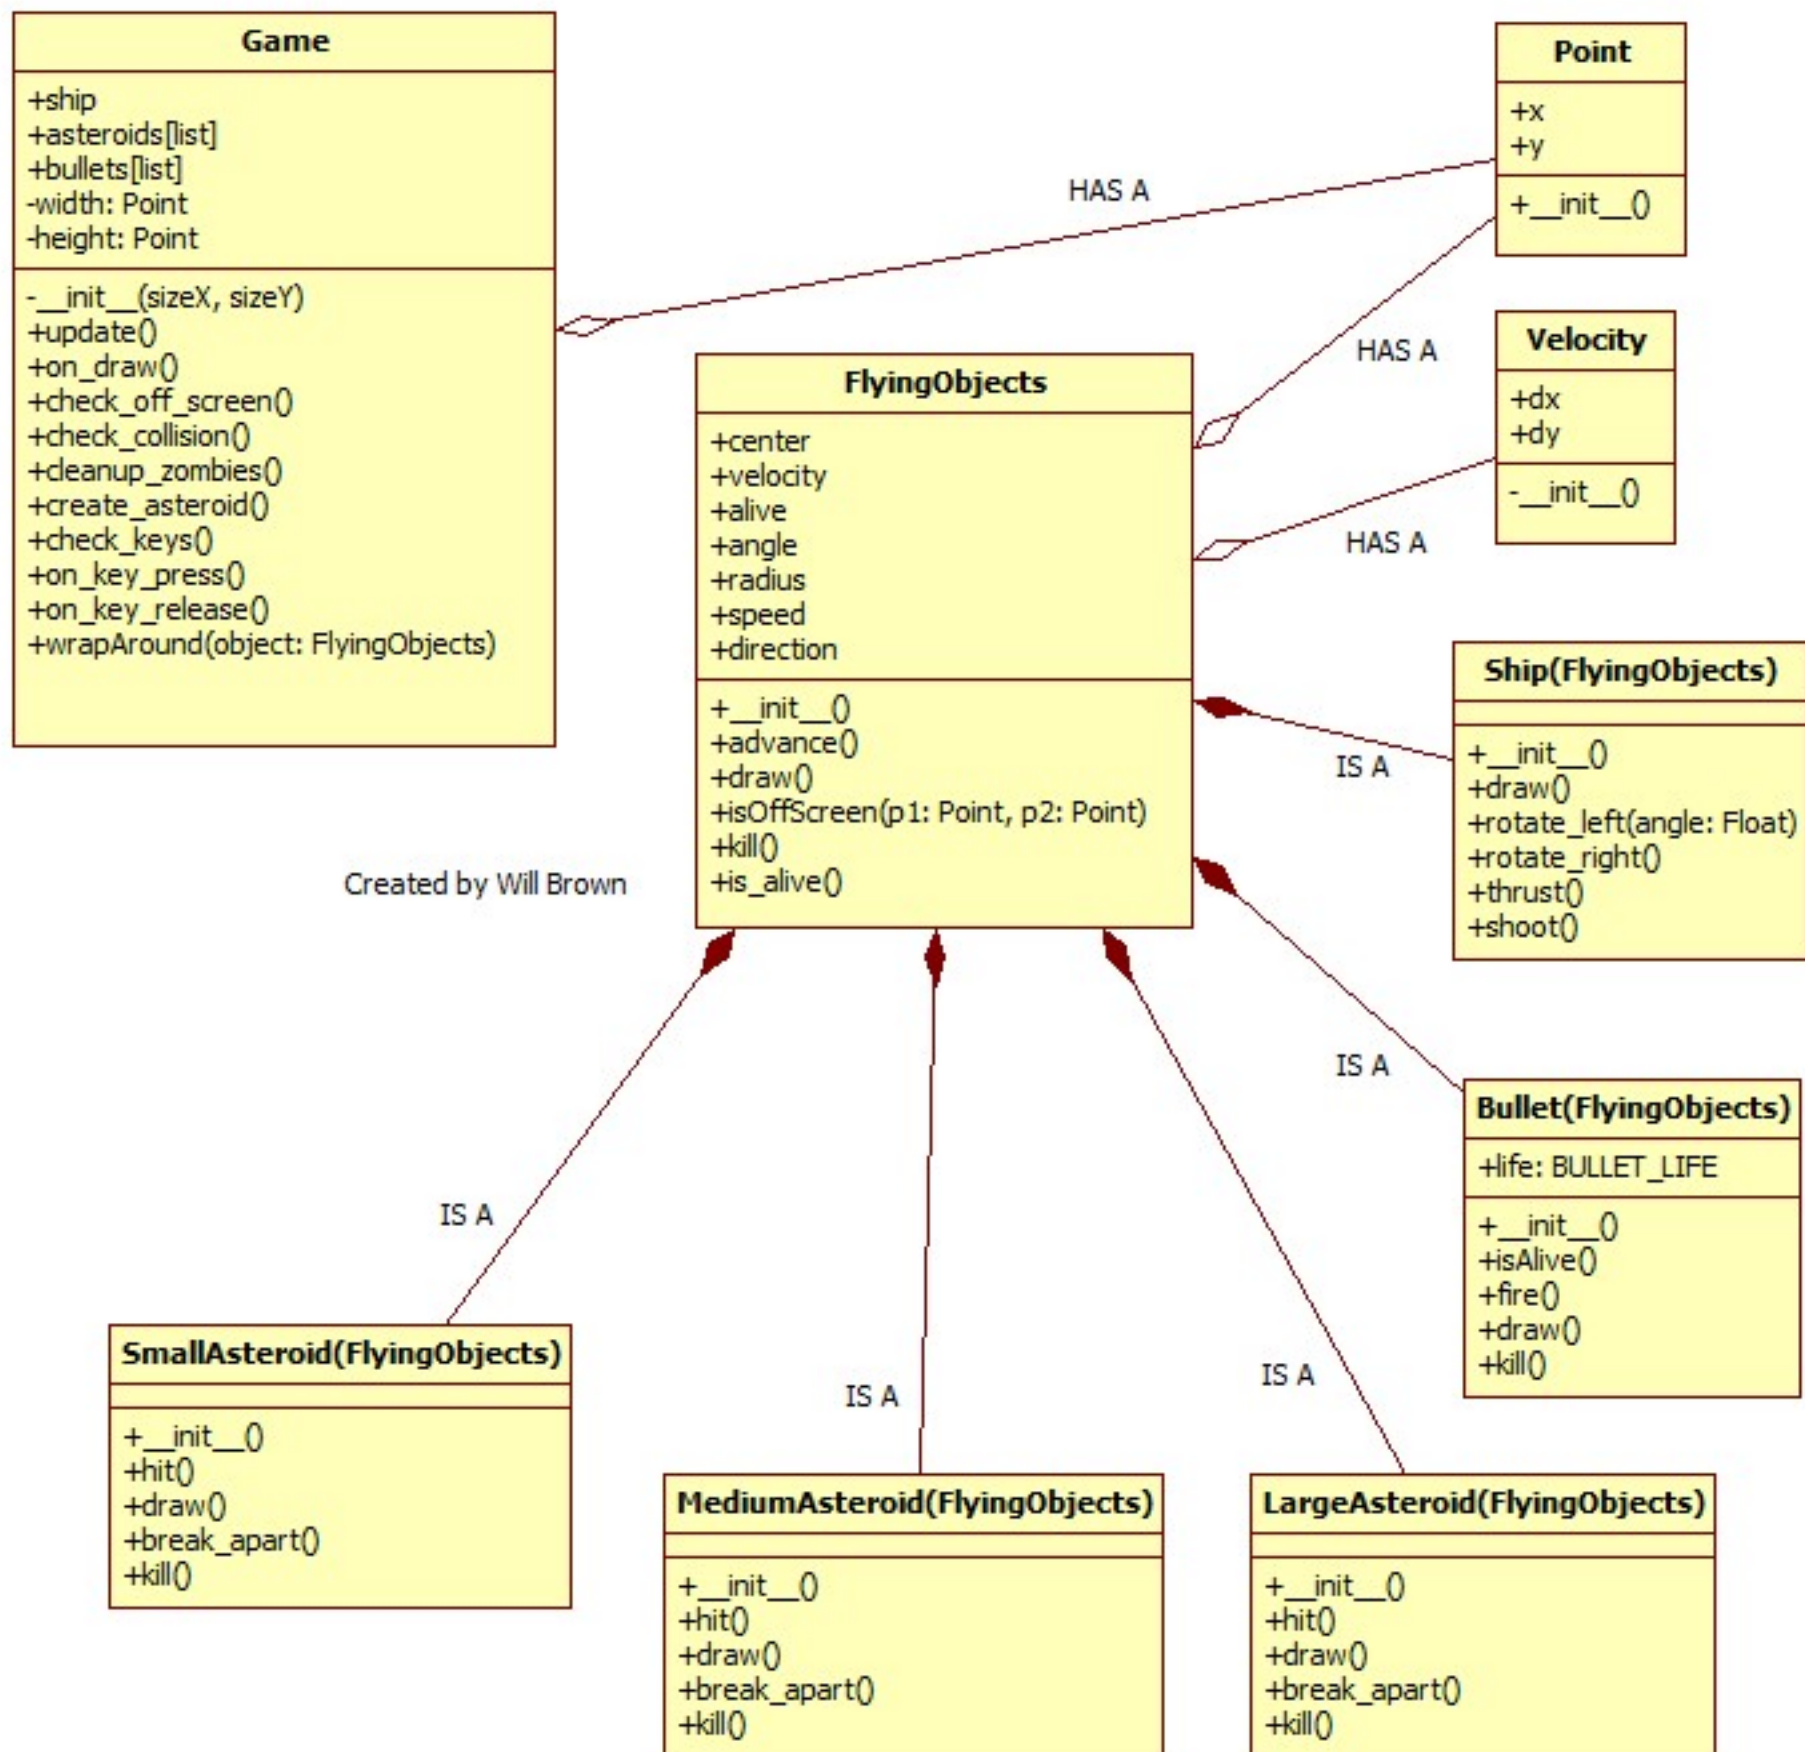 Game
+ship
+asteroids[list]
+bullets[list]
-width: Point
-height: Point
-__init__(sizeX, sizeY)
+update()
+on_draw()
+check_off_screen()
+check_collision()
+cleanup_zombies()
+create_asteroid()
+check_keys()
+on_key_press()
+on_key_release()
+wrapAround(object: FlyingObjects)
HAS A
Point
+x
+y
+__init__()
HAS A
Velocity
+dx
+dy
-__init__()
HAS A
FlyingObjects
+center
+velocity
+alive
+angle
+radius
+speed
+direction
+__init__()
+advance()
+draw()
+isOffScreen(p1: Point, p2: Point)
+kill()
+is_alive()
Ship(FlyingObjects)
+__init__()
+draw()
+rotate_left(angle: Float)
+rotate_right()
+thrust()
+shoot()
IS A
Created by Will Brown
IS A
Bullet(FlyingObjects)
+life: BULLET_LIFE
+__init__()
+isAlive()
+fire()
+draw()
+kill()
IS A
SmallAsteroid(FlyingObjects)
+__init__()
+hit()
+draw()
+break_apart()
+kill()
IS A
MediumAsteroid(FlyingObjects)
+__init__()
+hit()
+draw()
+break_apart()
+kill()
IS A
LargeAsteroid(FlyingObjects)
+__init__()
+hit()
+draw()
+break_apart()
+kill()